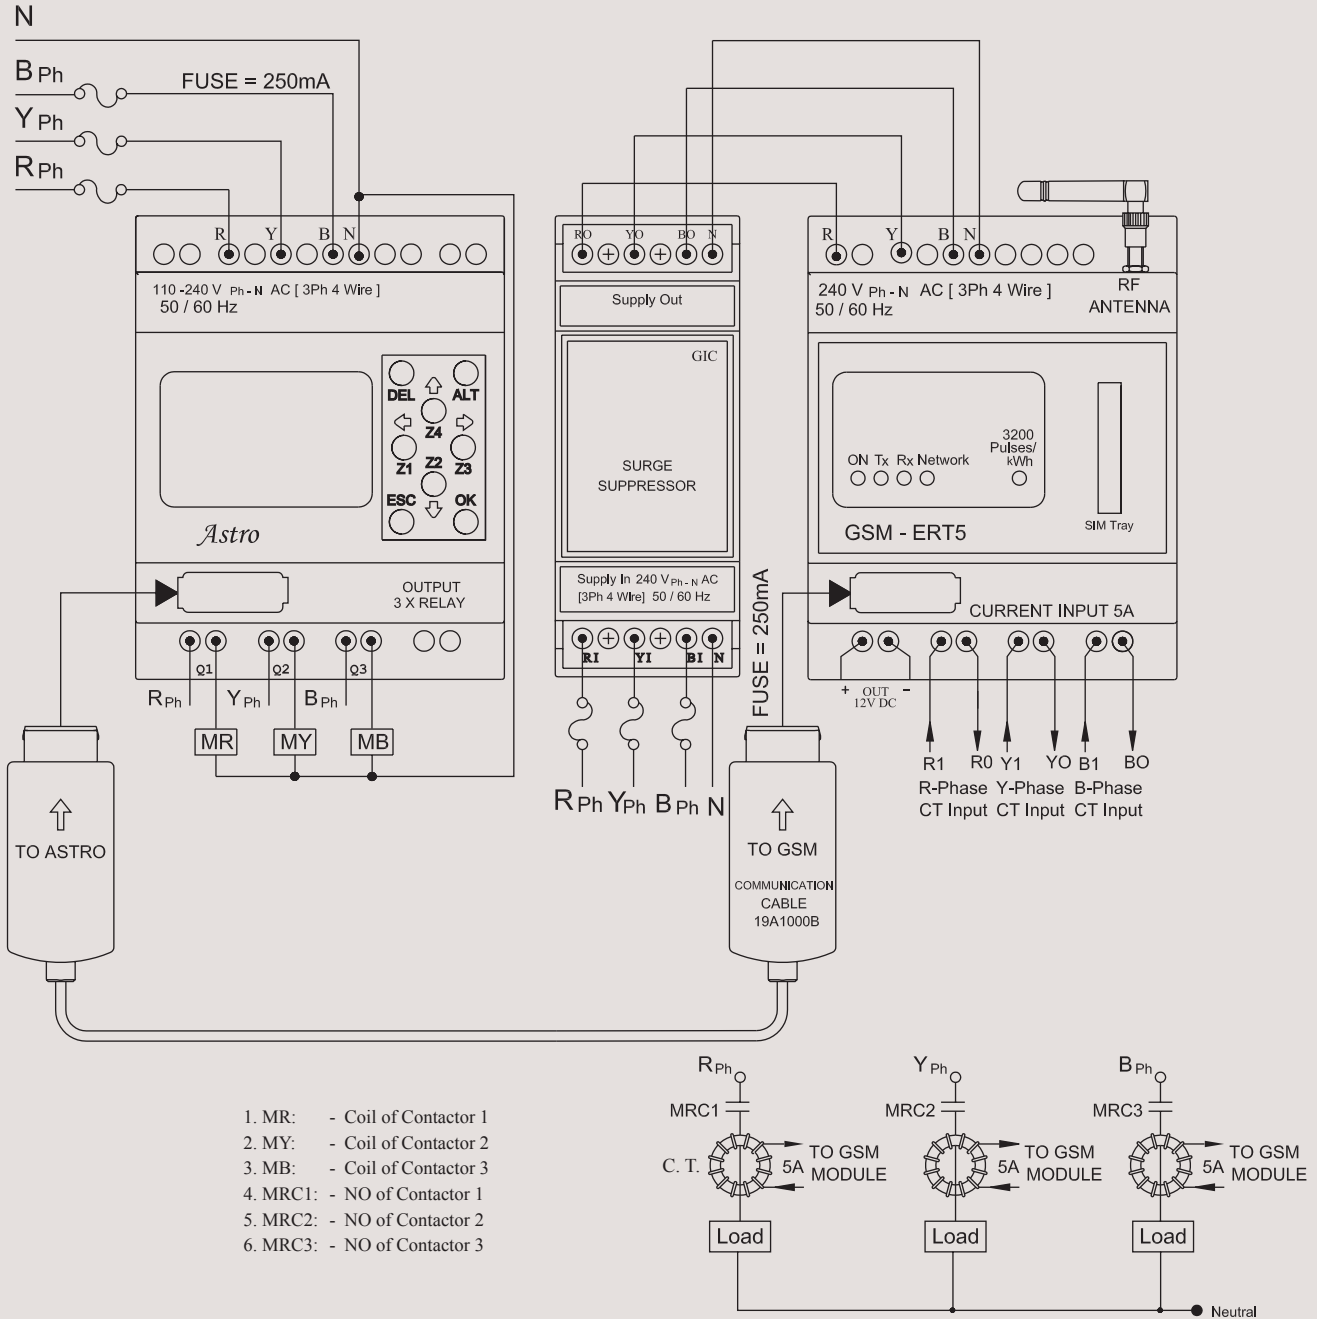 N
B Ph
FUSE = 250mA
Y Ph
R Ph
R Y B N
110 -240 V Ph - N AC [ 3Ph 4 Wire ]
50 / 60 Hz
DEL ALT
Z4
Z1 Z2 Z3
ESC OK
Astro
OUTPUT
3 X RELAY
Q1 Q2 Q3
R Ph Y Ph B Ph
MR MY MB
RO YO BO N
Supply Out
GIC
SURGE
SUPPRESSOR
Supply In 240 V Ph - N AC
[3Ph 4 Wire] 50 / 60 Hz
RI YI BI N
R Ph Y Ph B Ph N
FUSE = 250mA
R Y B N
240 V Ph - N AC [ 3Ph 4 Wire ]
50 / 60 Hz
RF
ANTENNA
3200
Pulses/
kWh
ON Tx Rx Network
SIM Tray
GSM - ERT5
CURRENT INPUT 5A
+ OUT –
12V DC
R1 R0 Y1 YO B1 BO
R-Phase Y-Phase B-Phase
CT Input CT Input CT Input
TO ASTRO
TO GSM
COMMUNICATION
CABLE
19A1000B
1. MR: - Coil of Contactor 1
2. MY: - Coil of Contactor 2
3. MB: - Coil of Contactor 3
4. MRC1: - NO of Contactor 1
5. MRC2: - NO of Contactor 2
6. MRC3: - NO of Contactor 3
R Ph Y Ph B Ph
MRC1 MRC2 MRC3
C. T. 5A TO GSM 5A TO GSM 5A TO GSM
MODULE MODULE MODULE
Load Load Load
Neutral